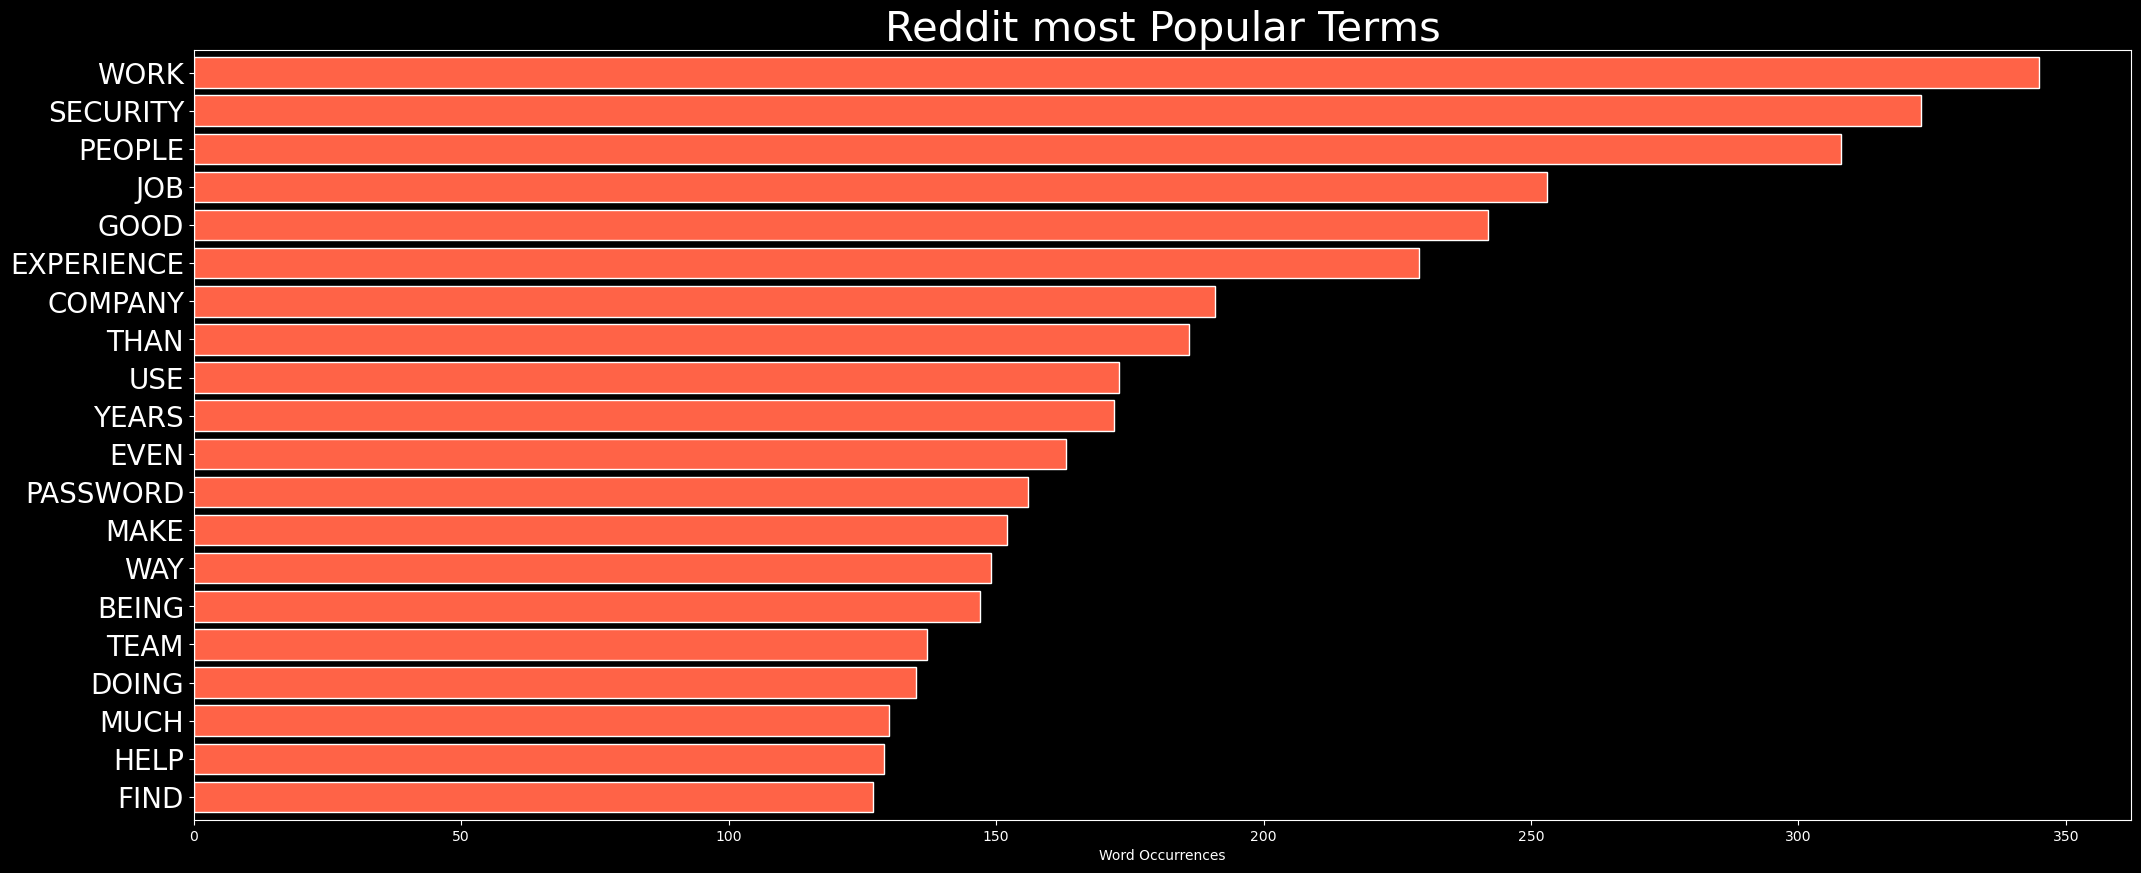 Reddit most Popular Terms
WORK
SECURITY
PEOPLE
JOB
GOOD
EXPERIENCE
COMPANY
THAN
USE
YEARS
EVEN
PASSWORD
MAKE
WAY
BEING
TEAM
DOING
MUCH
HELP
FIND
0 50 100 150 200 250 300 350
Word Occurrences